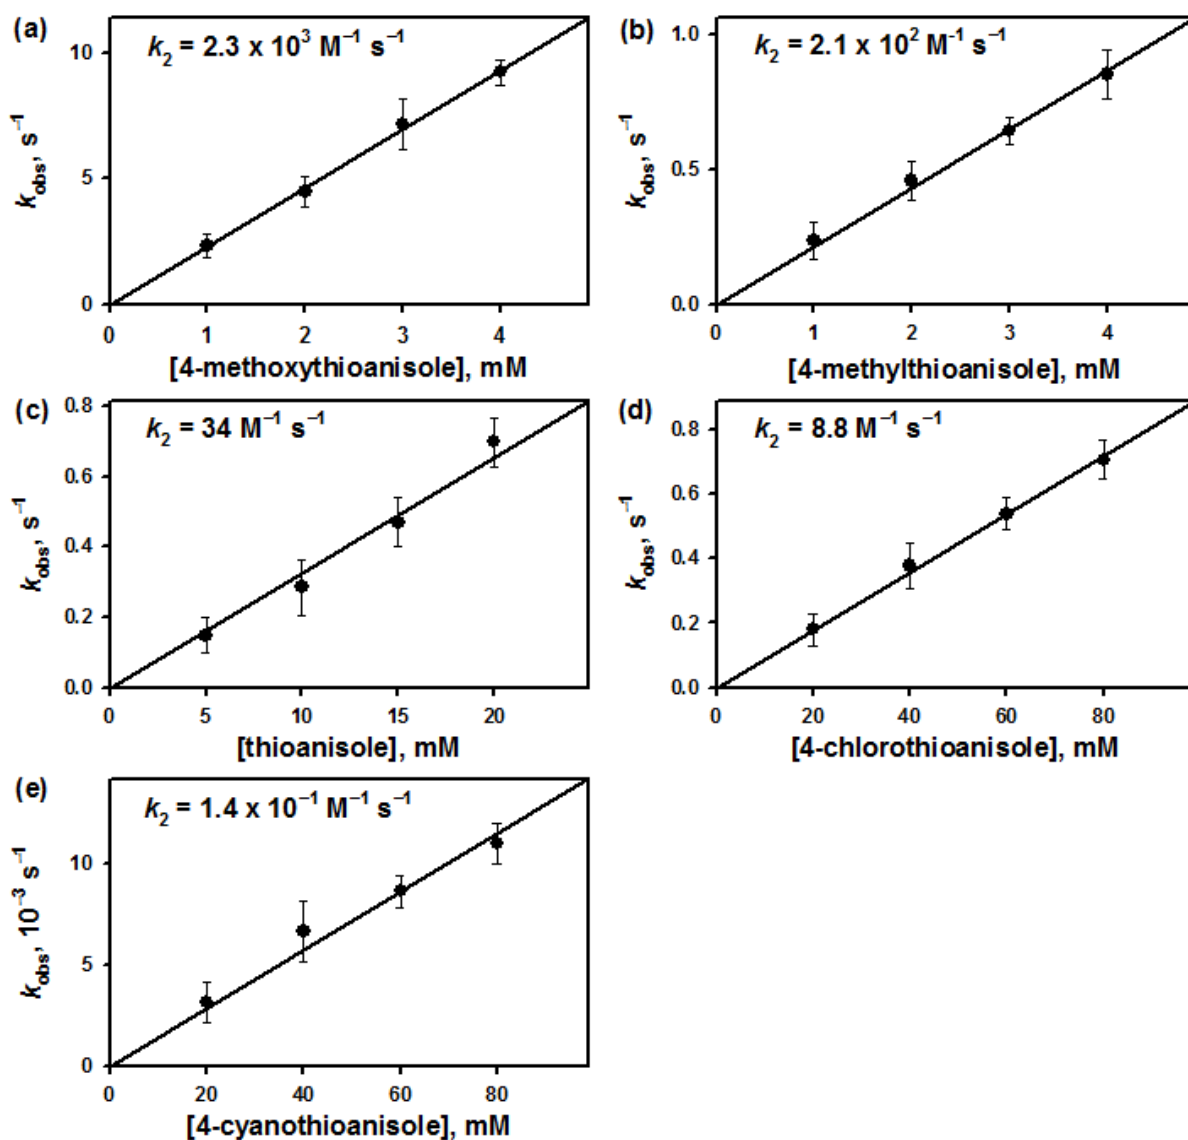 (a)
k₂ = 2.3 x 10³ M⁻¹ s⁻¹
10
5
0
k_obs, s⁻¹
0 1 2 3 4
[4-methoxythioanisole], mM
(b)
k₂ = 2.1 x 10² M⁻¹ s⁻¹
1.0
0.5
0.0
k_obs, s⁻¹
0 1 2 3 4
[4-methylthioanisole], mM
(c)
k₂ = 34 M⁻¹ s⁻¹
0.8
0.6
0.4
0.2
0.0
k_obs, s⁻¹
0 5 10 15 20
[thioanisole], mM
(d)
k₂ = 8.8 M⁻¹ s⁻¹
0.8
0.6
0.4
0.2
0.0
k_obs, s⁻¹
0 20 40 60 80
[4-chlorothioanisole], mM
(e)
k₂ = 1.4 x 10⁻¹ M⁻¹ s⁻¹
10
5
0
k_obs, 10⁻³ s⁻¹
0 20 40 60 80
[4-cyanothioanisole], mM